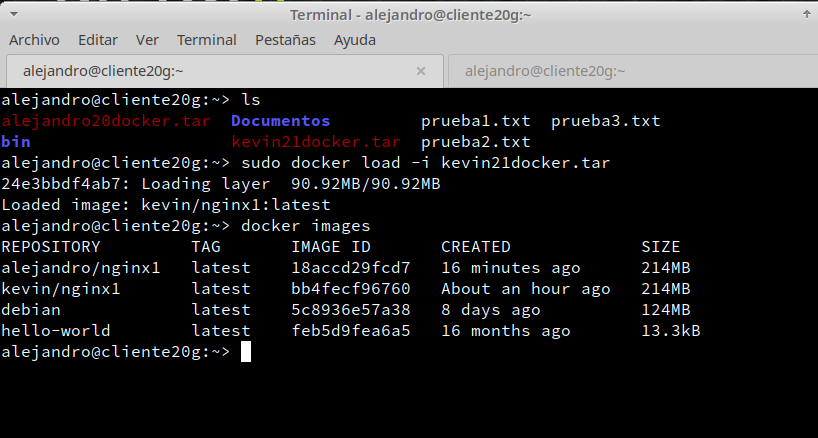 Terminal - alejandro@cliente20g:~
Archivo Editar Ver Terminal Pestañas Ayuda
alejandro@cliente20g:~ × alejandro@cliente20g:~
alejandro@cliente20g:~> ls
alejandro20docker.tar Documentos prueba1.txt prueba3.txt
bin kevin21docker.tar prueba2.txt
alejandro@cliente20g:~> sudo docker load -i kevin21docker.tar
24e3bbdf4ab7: Loading layer 90.92MB/90.92MB
Loaded image: kevin/nginx1:latest
alejandro@cliente20g:~> docker images
REPOSITORY TAG IMAGE ID CREATED SIZE
alejandro/nginx1 latest 18accd29fcd7 16 minutes ago 214MB
kevin/nginx1 latest bb4fecf96760 About an hour ago 214MB
debian latest 5c8936e57a38 8 days ago 124MB
hello-world latest feb5d9fea6a5 16 months ago 13.3kB
alejandro@cliente20g:~>